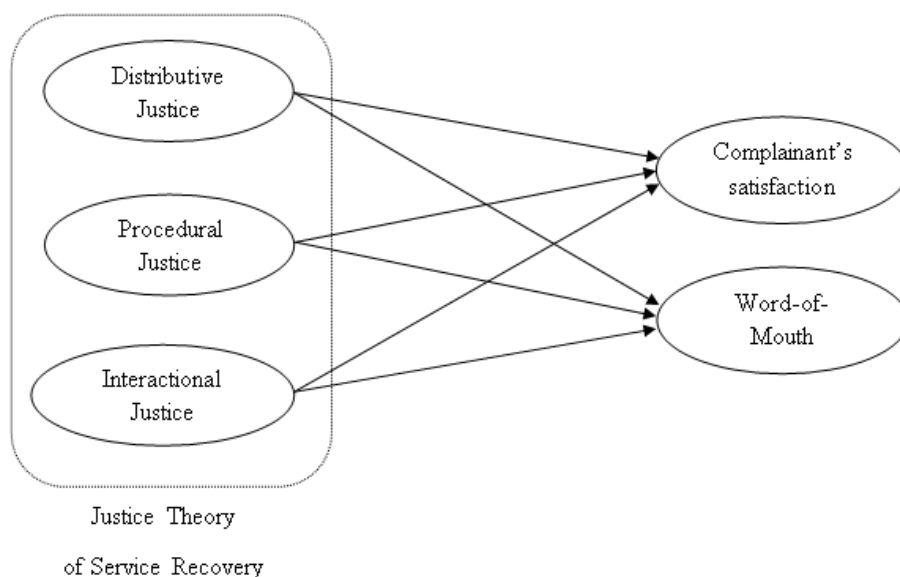 Distributive
Justice
Procedural
Justice
Interactional
Justice
Complainant's
satisfaction
Word-of-
Mouth
Justice Theory
of Service Recovery